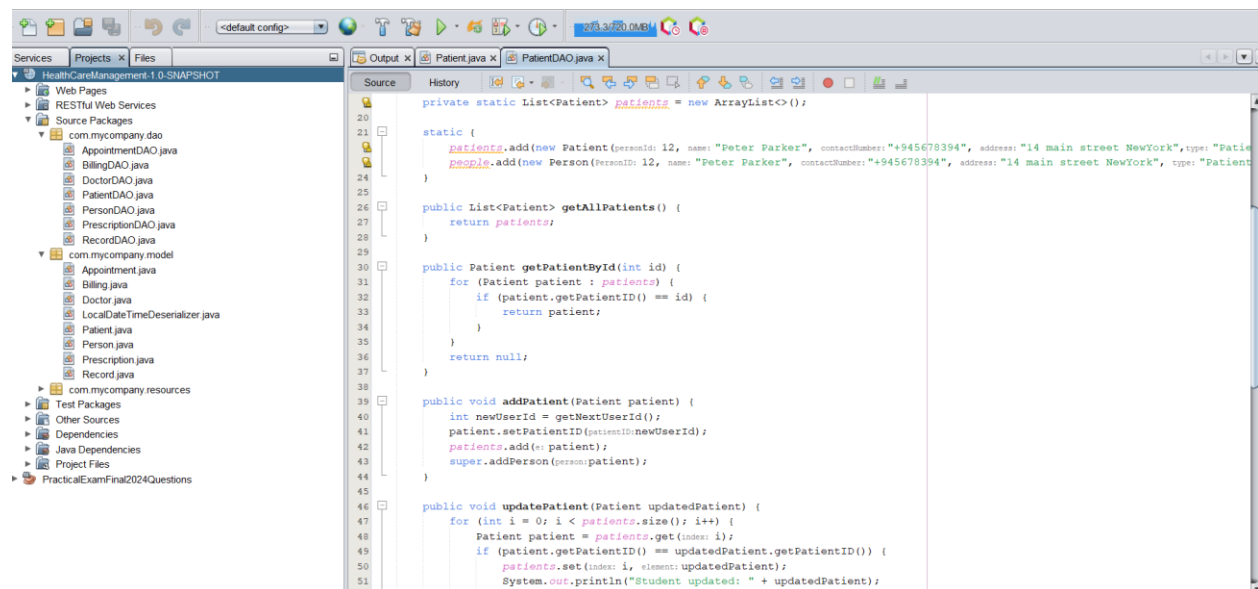 <default config>
273.3/720.0MB
Services Projects × Files
Output × Patient.java × PatientDAO.java ×
HealthCareManagement-1.0-SNAPSHOT
Web Pages
RESTful Web Services
Source Packages
com.mycompany.dao
AppointmentDAO.java
BillingDAO.java
DoctorDAO.java
PatientDAO.java
PersonDAO.java
PrescriptionDAO.java
RecordDAO.java
com.mycompany.model
Appointment.java
Billing.java
Doctor.java
LocalDateTimeDeserializer.java
Patient.java
Person.java
Prescription.java
Record.java
com.mycompany.resources
Test Packages
Other Sources
Dependencies
Java Dependencies
Project Files
PracticalExamFinal2024Questions
Source History
private static List<Patient> patients = new ArrayList<>();
20
21 static {
patients.add(new Patient(personId: 12, name: "Peter Parker", contactNumber: "+945678394", address: "14 main street NewYork", type: "Patie
people.add(new Person(PersonID: 12, name: "Peter Parker", contactNumber: "+945678394", address: "14 main street NewYork", type: "Patient
24 }
25
26 public List<Patient> getAllPatients() {
27 return patients;
28 }
29
30 public Patient getPatientById(int id) {
31 for (Patient patient : patients) {
32 if (patient.getPatientID() == id) {
33 return patient;
34 }
35 }
36 return null;
37 }
38
39 public void addPatient(Patient patient) {
40 int newUserId = getNextUserId();
41 patient.setPatientID(patientID:newUserId);
42 patients.add(e: patient);
43 super.addPerson(person:patient);
44 }
45
46 public void updatePatient(Patient updatedPatient) {
47 for (int i = 0; i < patients.size(); i++) {
48 Patient patient = patients.get(index: i);
49 if (patient.getPatientID() == updatedPatient.getPatientID()) {
50 patients.set(index: i, element: updatedPatient);
51 System.out.println("Student updated: " + updatedPatient);